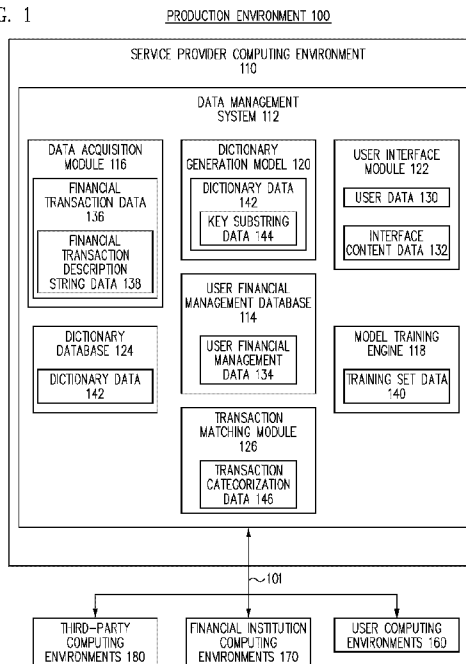 G. 1
PRODUCTION ENVIRONMENT 100
SERVICE PROVIDER COMPUTING ENVIRONMENT
110
DATA MANAGEMENT
SYSTEM 112
DATA ACQUISITION
MODULE 116
FINANCIAL
TRANSACTION DATA
136
FINANCIAL
TRANSACTION
DESCRIPTION
STRING DATA 138
DICTIONARY
GENERATION MODEL 120
DICTIONARY DATA
142
KEY SUBSTRING
DATA 144
USER INTERFACE
MODULE 122
USER DATA 130
INTERFACE
CONTENT DATA 132
USER FINANCIAL
MANAGEMENT DATABASE
114
USER FINANCIAL
MANAGEMENT
DATA 134
DICTIONARY
DATABASE 124
DICTIONARY DATA
142
MODEL TRAINING
ENGINE 118
TRAINING SET DATA
140
TRANSACTION
MATCHING MODULE
126
TRANSACTION
CATEGORIZATION
DATA 146
101
THIRD-PARTY
COMPUTING
ENVIRONMENTS 180
FINANCIAL INSTITUTION
COMPUTING
ENVIRONMENTS 170
USER COMPUTING
ENVIRONMENTS 160